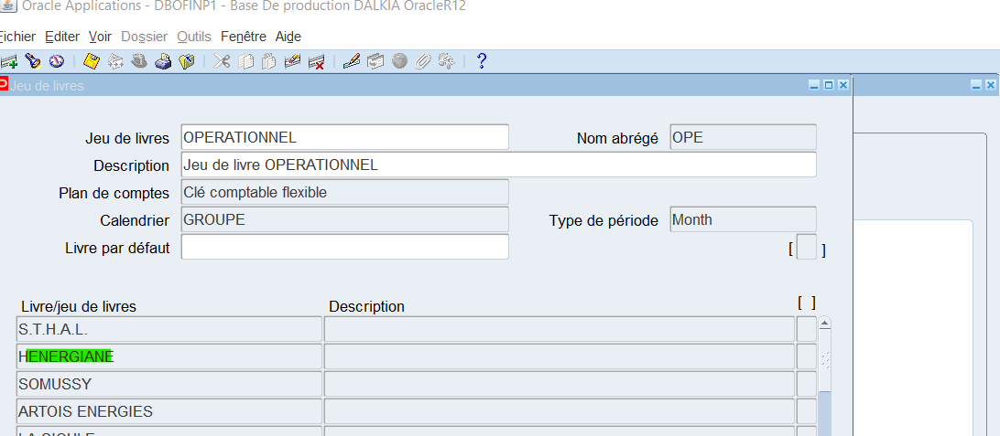 Oracle Applications - DBOFINP1 - Base De production DALKIA OracleR12
Fichier Editer Voir Dossier Outils Fenêtre Aide
Jeu de livres
Jeu de livres OPERATIONNEL Nom abrégé OPE
Description Jeu de livre OPERATIONNEL
Plan de comptes Clé comptable flexible
Calendrier GROUPE Type de période Month
Livre par défaut [ ]
Livre/jeu de livres Description [ ]
S.T.H.A.L.
HENERGIANE
SOMUSSY
ARTOIS ENERGIES